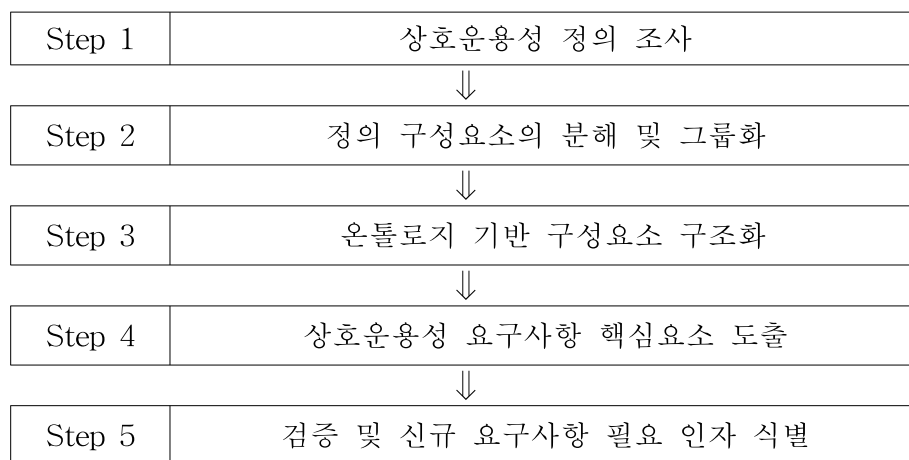 Step 1 상호운용성 정의 조사
⇓
Step 2 정의 구성요소의 분해 및 그룹화
⇓
Step 3 온톨로지 기반 구성요소 구조화
⇓
Step 4 상호운용성 요구사항 핵심요소 도출
⇓
Step 5 검증 및 신규 요구사항 필요 인자 식별